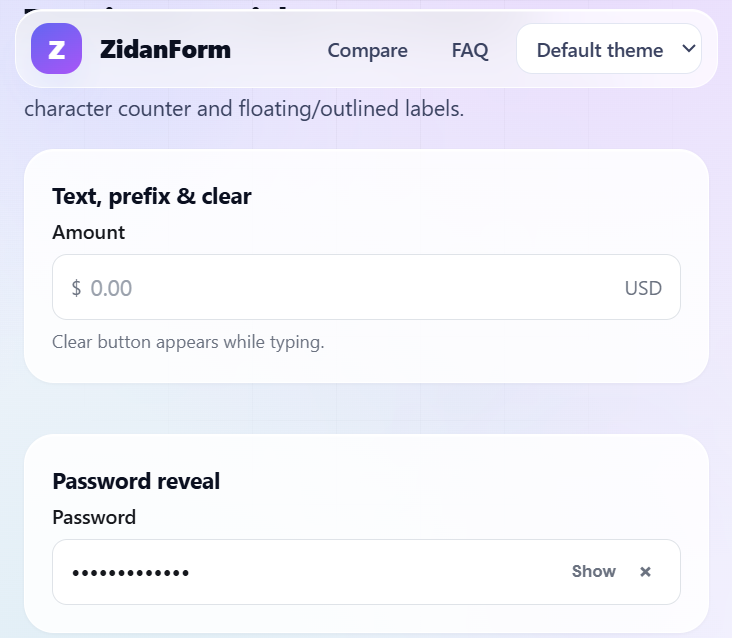 Z ZidanForm Compare FAQ Default theme
character counter and floating/outlined labels.
Text, prefix & clear
Amount
$ 0.00 USD
Clear button appears while typing.
Password reveal
Password
••••••••••••• Show ×